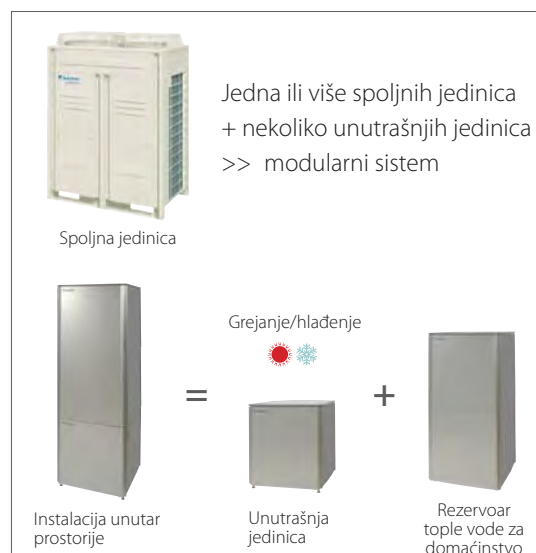 Jedna ili više spoljnih jedinica
+ nekoliko unutrašnjih jedinica
>> modularni sistem
Spoljna jedinica
Grejanje/hlađenje
=
+
Instalacija unutar
prostorije
Unutrašnja
jedinica
Rezervoar
tople vode za
domaćinstvo